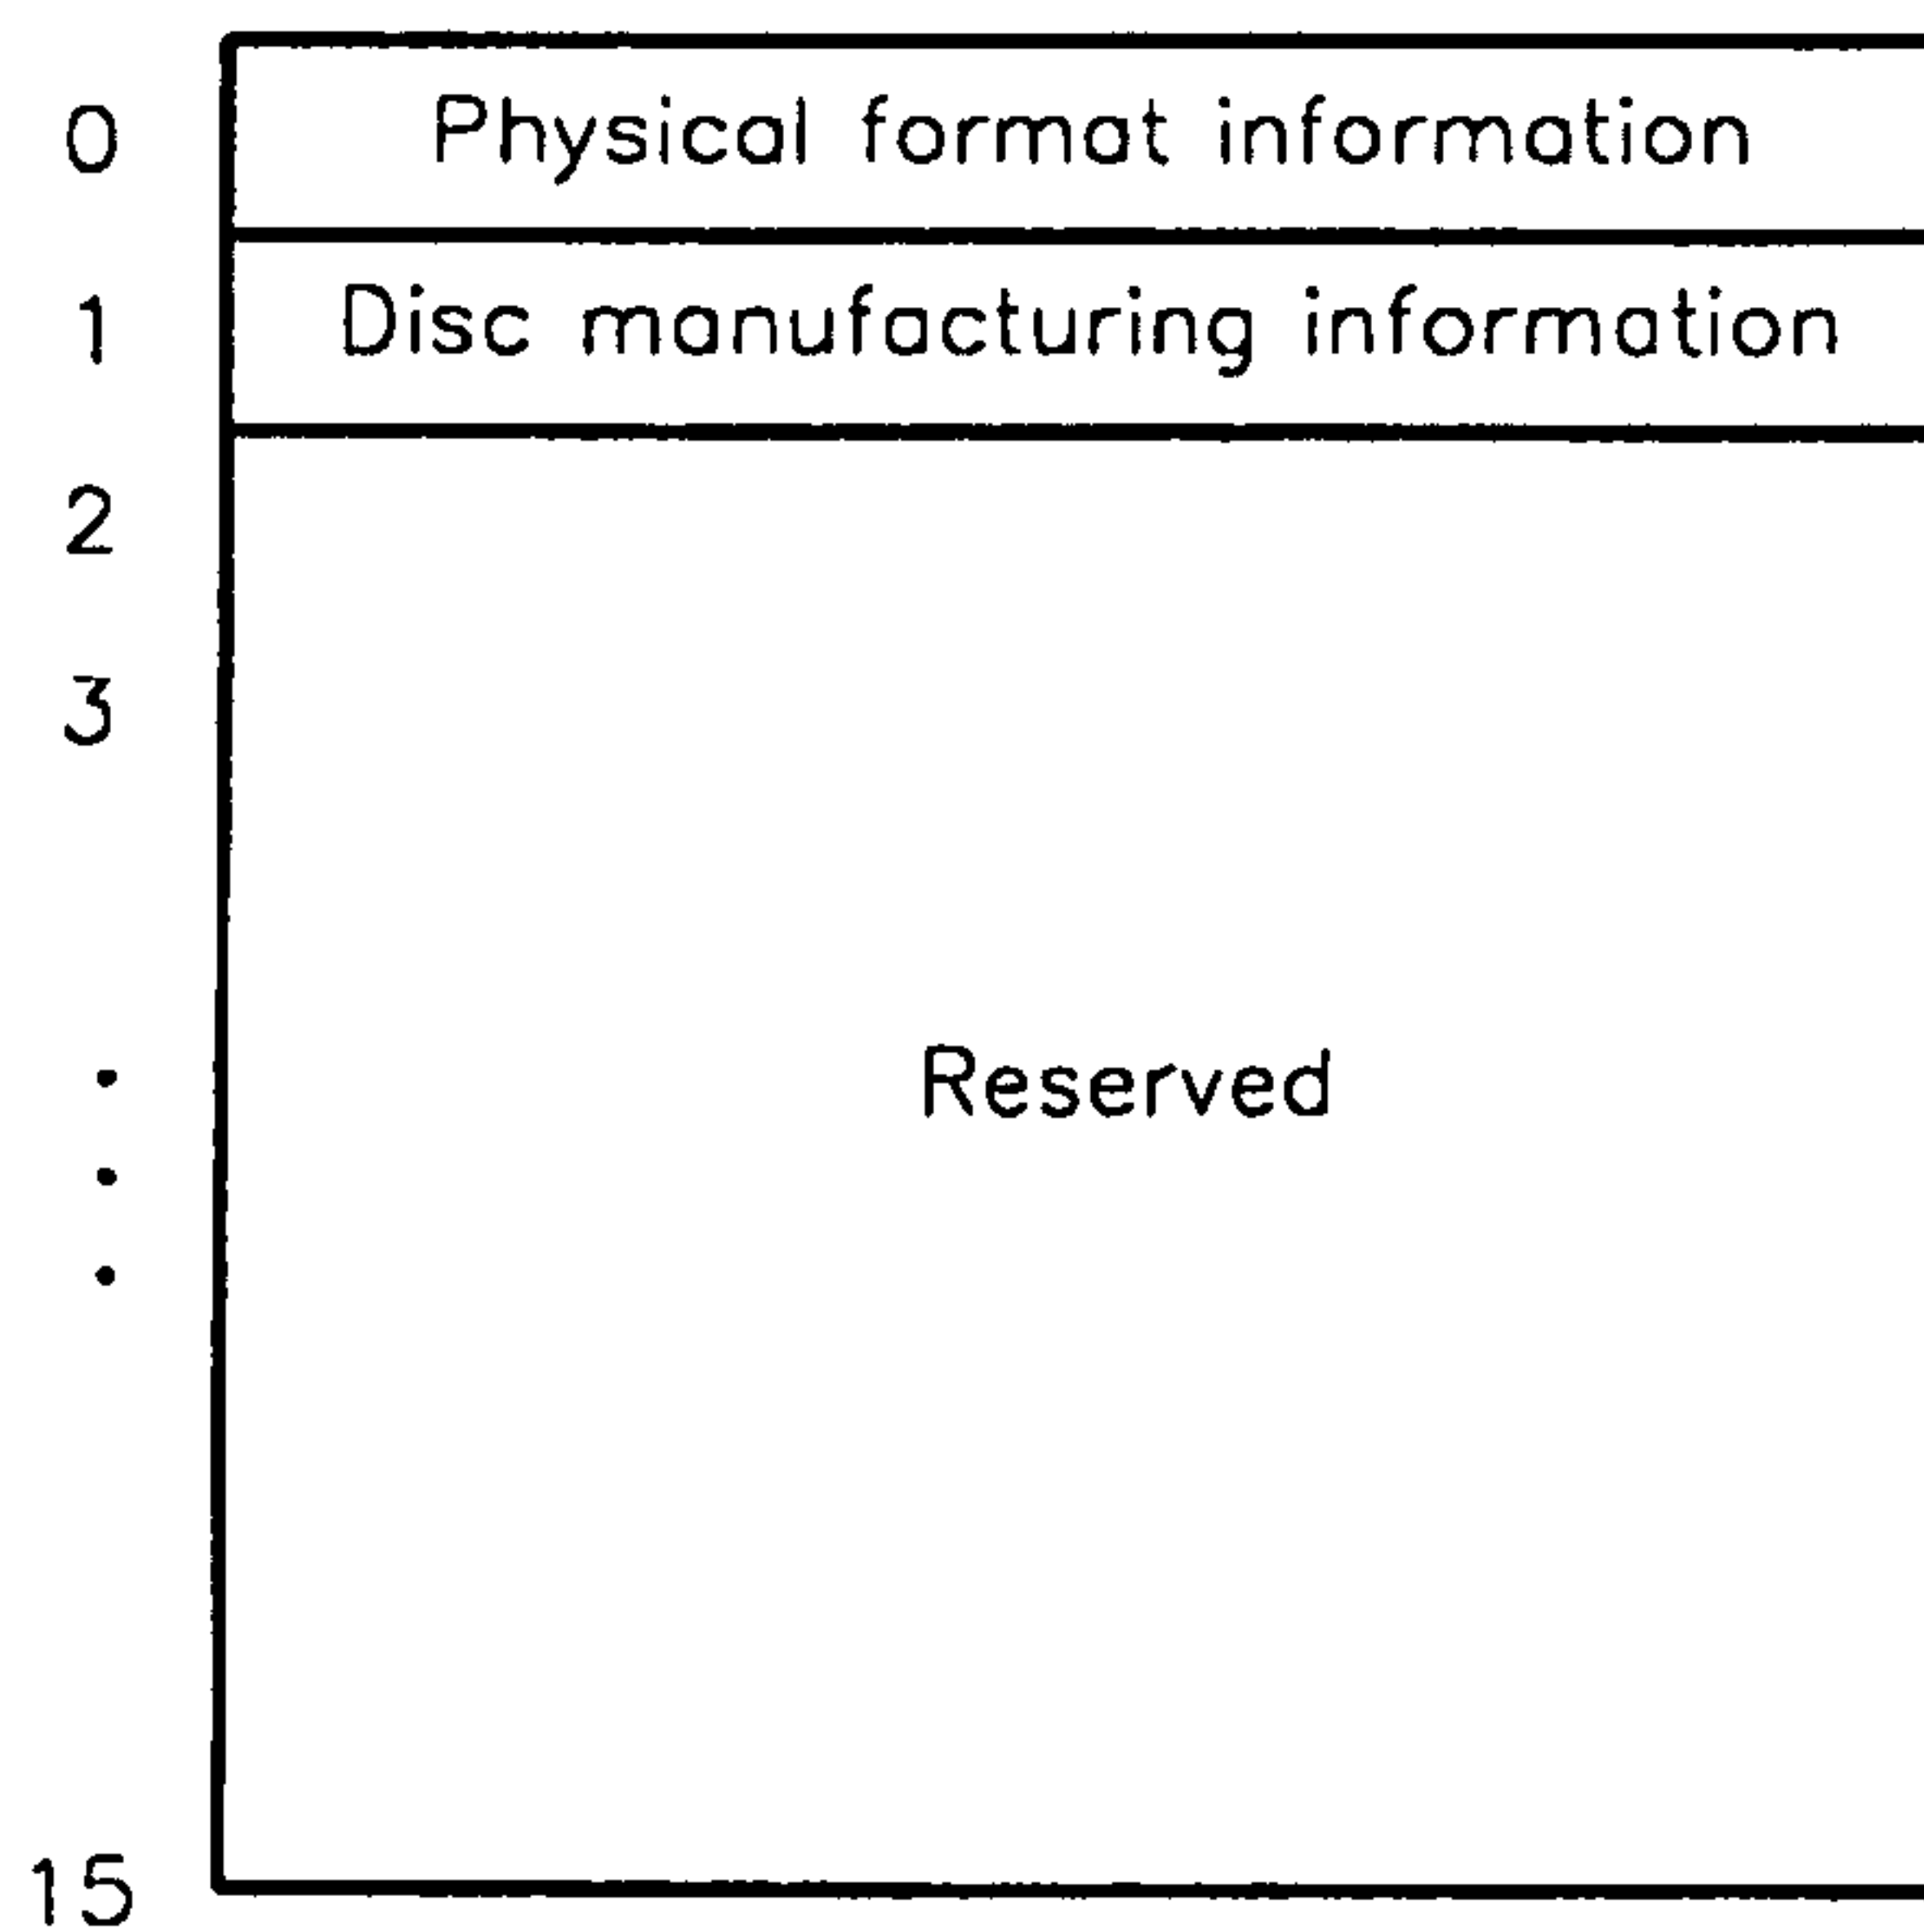 0 Physical format information
1 Disc manufacturing information
2
3
Reserved
15